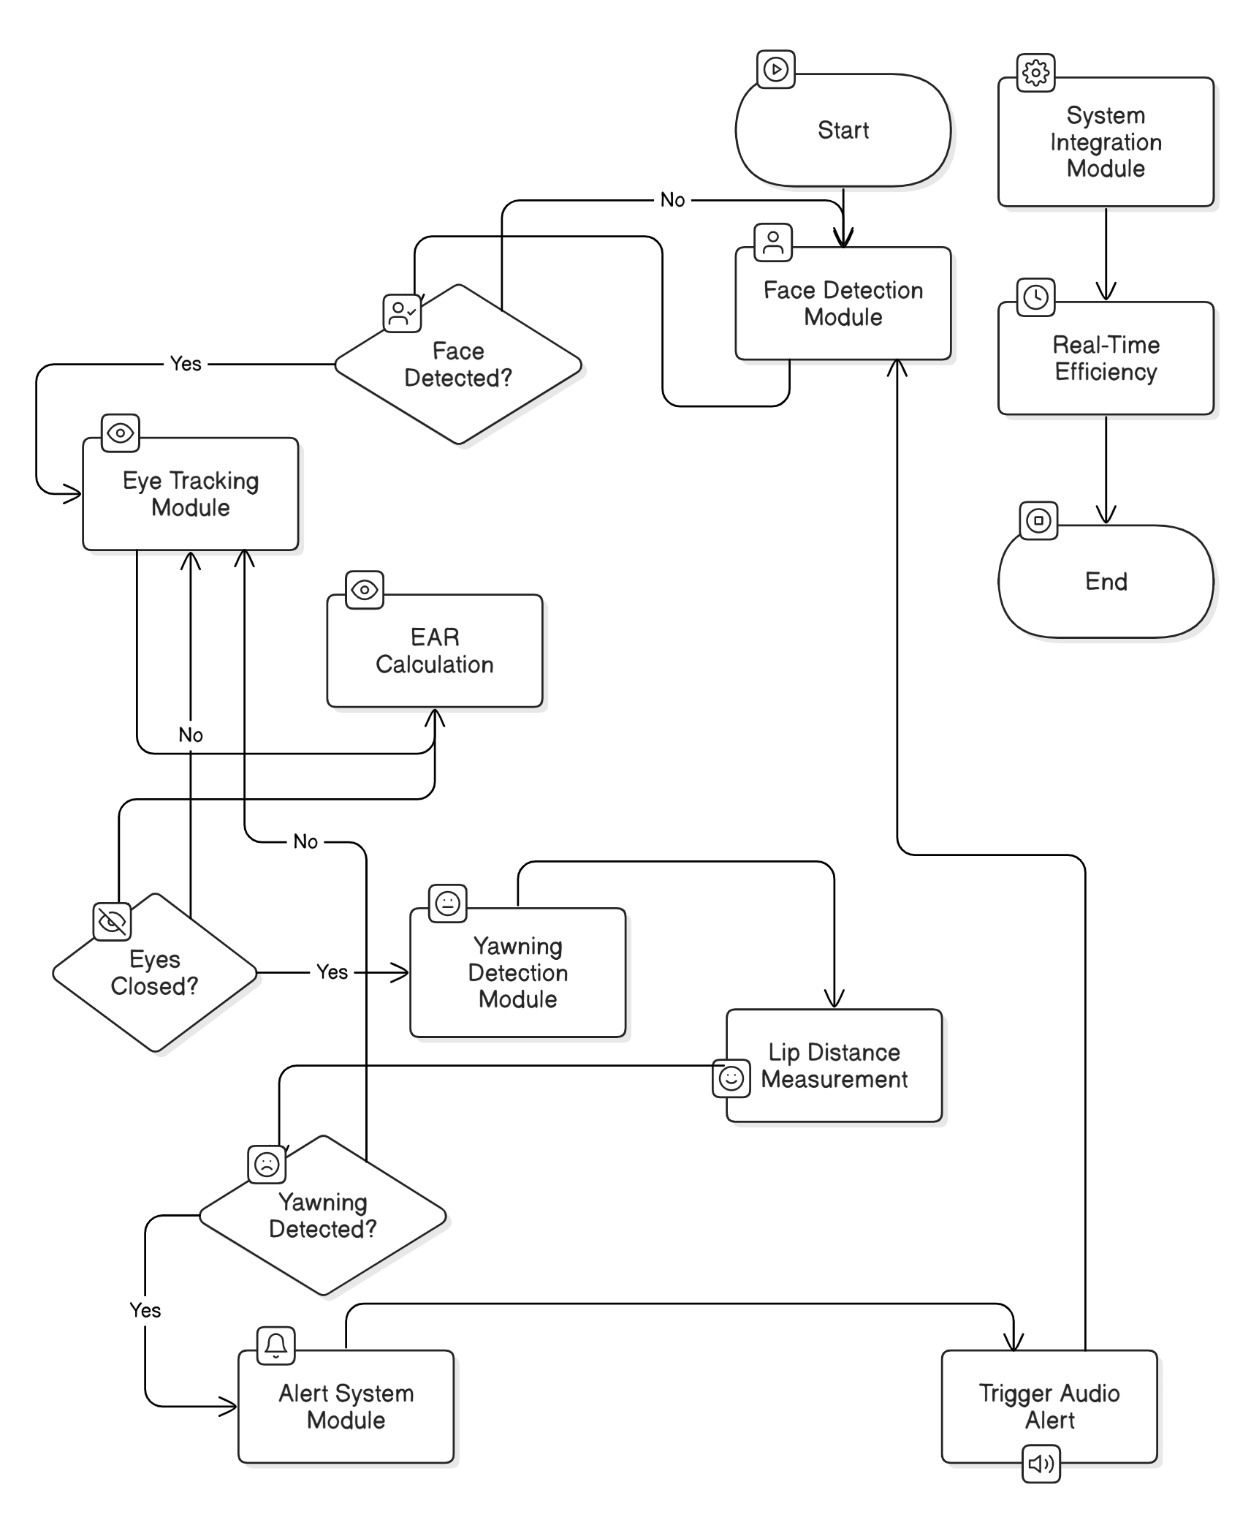 Start
System
Integration
Module
No
Face Detection
Module
Real-Time
Efficiency
Face
Detected?
Yes
Eye Tracking
Module
End
EAR
Calculation
No
No
Eyes
Closed?
Yes
Yawning
Detection
Module
Lip Distance
Measurement
Yawning
Detected?
Yes
Alert System
Module
Trigger Audio
Alert